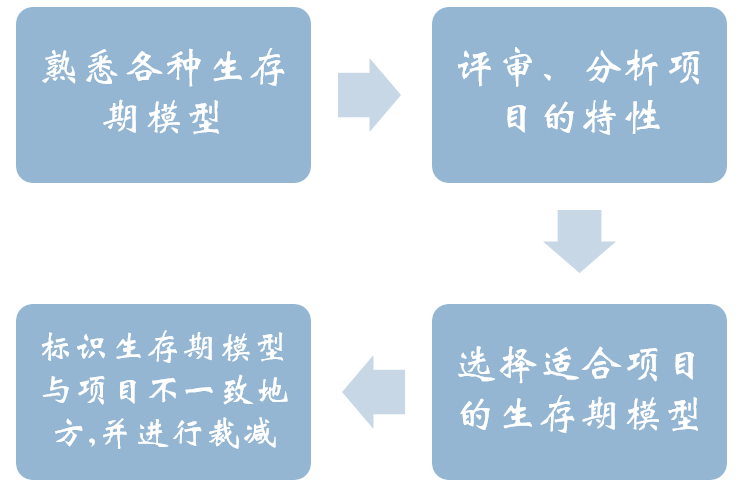 熟悉各种生存
期模型
评审、分析项
目的特性
选择适合项目
的生存期模型
标识生存期模型
与项目不一致地
方,并进行裁减